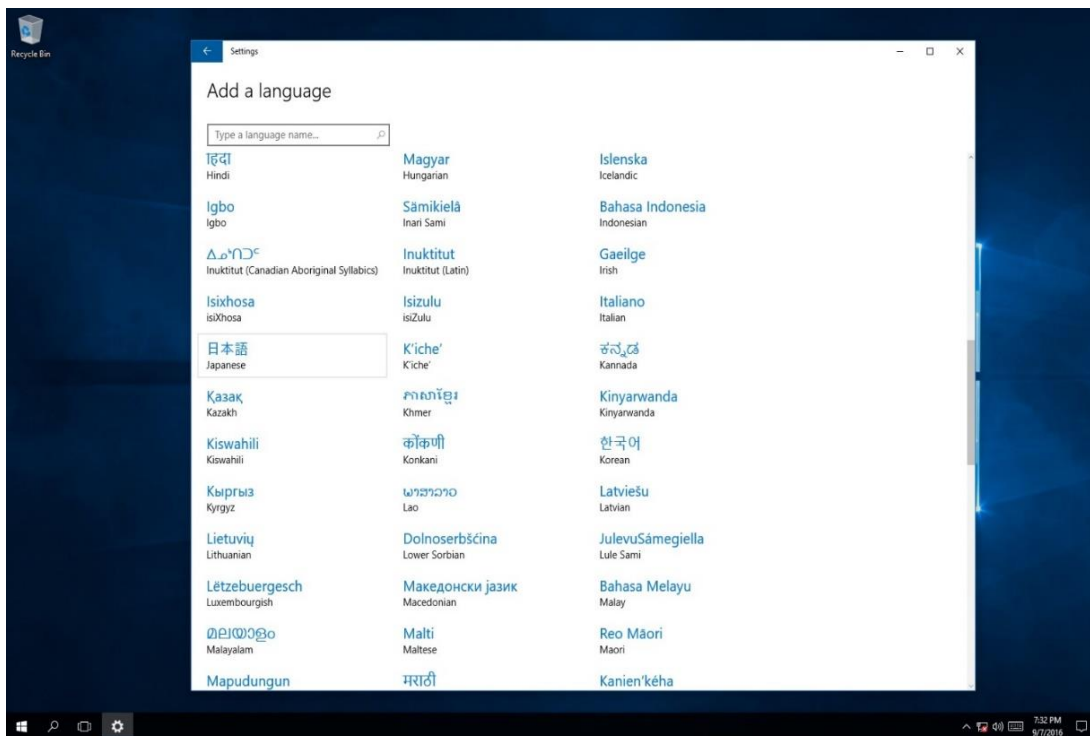 Recycle Bin
Settings
Add a language
Type a language name...
हिंदी Magyar Islenska
Hindi Hungarian Icelandic
Igbo Sämikielâ Bahasa Indonesia
Igbo Inari Sami Indonesian
ᐃᓄᒃᑎᑐᑦ Inuktitut Gaeilge
Inuktitut (Canadian Aboriginal Syllabics) Inuktitut (Latin) Irish
Isixhosa Isizulu Italiano
isiXhosa isiZulu Italian
日本語 K'iche' ಕನ್ನಡ
Japanese K'iche' Kannada
Қазақ ភាសាខ្មែរ Kinyarwanda
Kazakh Khmer Kinyarwanda
Kiswahili कोंकणी 한국어
Kiswahili Konkani Korean
Кыргыз ພາສາລາວ Latviešu
Kyrgyz Lao Latvian
Lietuvių Dolnoserbšćina JulevuSámegiella
Lithuanian Lower Sorbian Lule Sami
Lëtzebuergesch Македонски јазик Bahasa Melayu
Luxembourgish Macedonian Malay
മലയാളം Malti Reo Māori
Malayalam Maltese Maori
Mapudungun मराठी Kanien'kéha
7:32 PM
9/7/2016